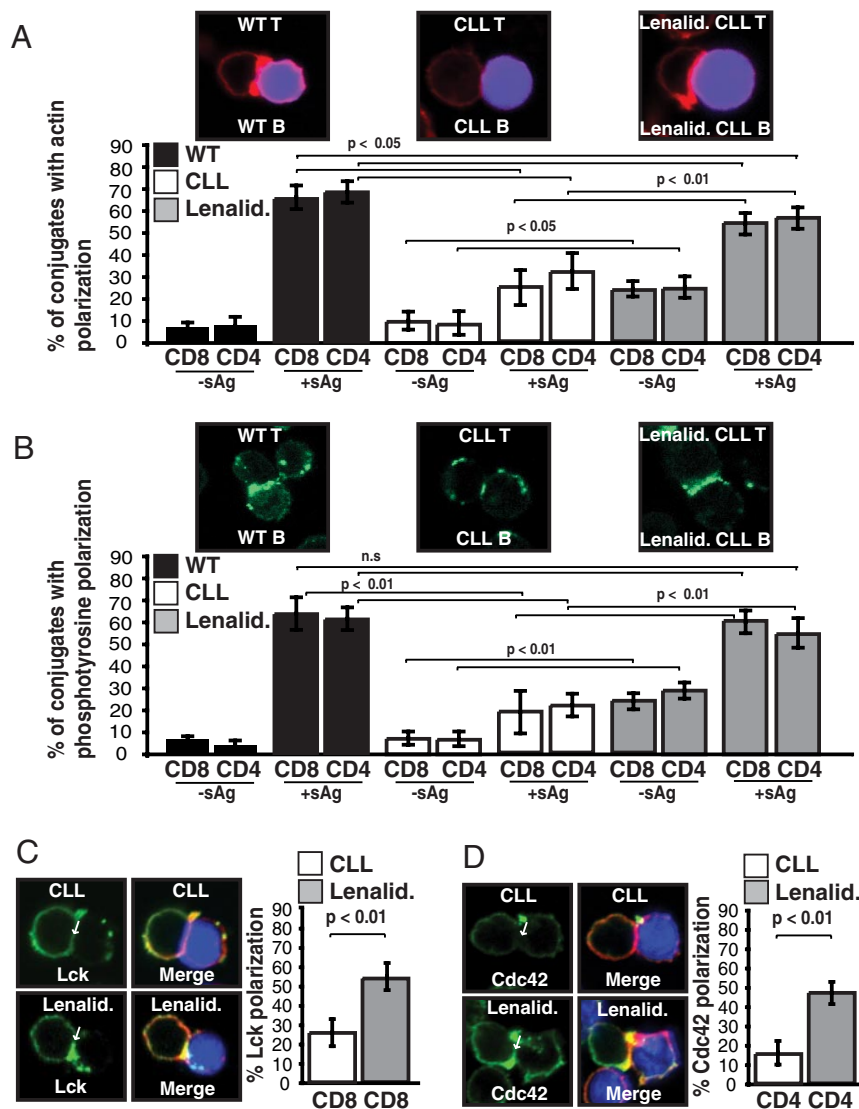 A
WT T
WT B
CLL T
CLL B
Lenalid. CLL T
Lenalid. CLL B
% of conjugates with actin
polarization
90
80
70
60
50
40
30
20
10
0
WT
CLL
Lenalid.
p < 0.05
p < 0.01
p < 0.05
CD8 CD4 CD8 CD4 CD8 CD4 CD8 CD4 CD8 CD4 CD8 CD4
-sAg +sAg -sAg +sAg -sAg +sAg
B
WT T
WT B
CLL T
CLL B
Lenalid. CLL T
Lenalid. CLL B
% of conjugates with
phosphotyrosine polarization
90
80
70
60
50
40
30
20
10
0
WT
CLL
Lenalid.
n.s
p < 0.01
p < 0.01
p < 0.01
CD8 CD4 CD8 CD4 CD8 CD4 CD8 CD4 CD8 CD4 CD8 CD4
-sAg +sAg -sAg +sAg -sAg +sAg
C
CLL
Lck
CLL
Merge
Lenalid.
Lck
Lenalid.
Merge
CLL
Lenalid.
p < 0.01
% Lck polarization
90
80
70
60
50
40
30
20
10
0
CD8 CD8
D
CLL
Cdc42
CLL
Merge
Lenalid.
Cdc42
Lenalid.
Merge
CLL
Lenalid.
p < 0.01
% Cdc42 polarization
90
80
70
60
50
40
30
20
10
0
CD4 CD4